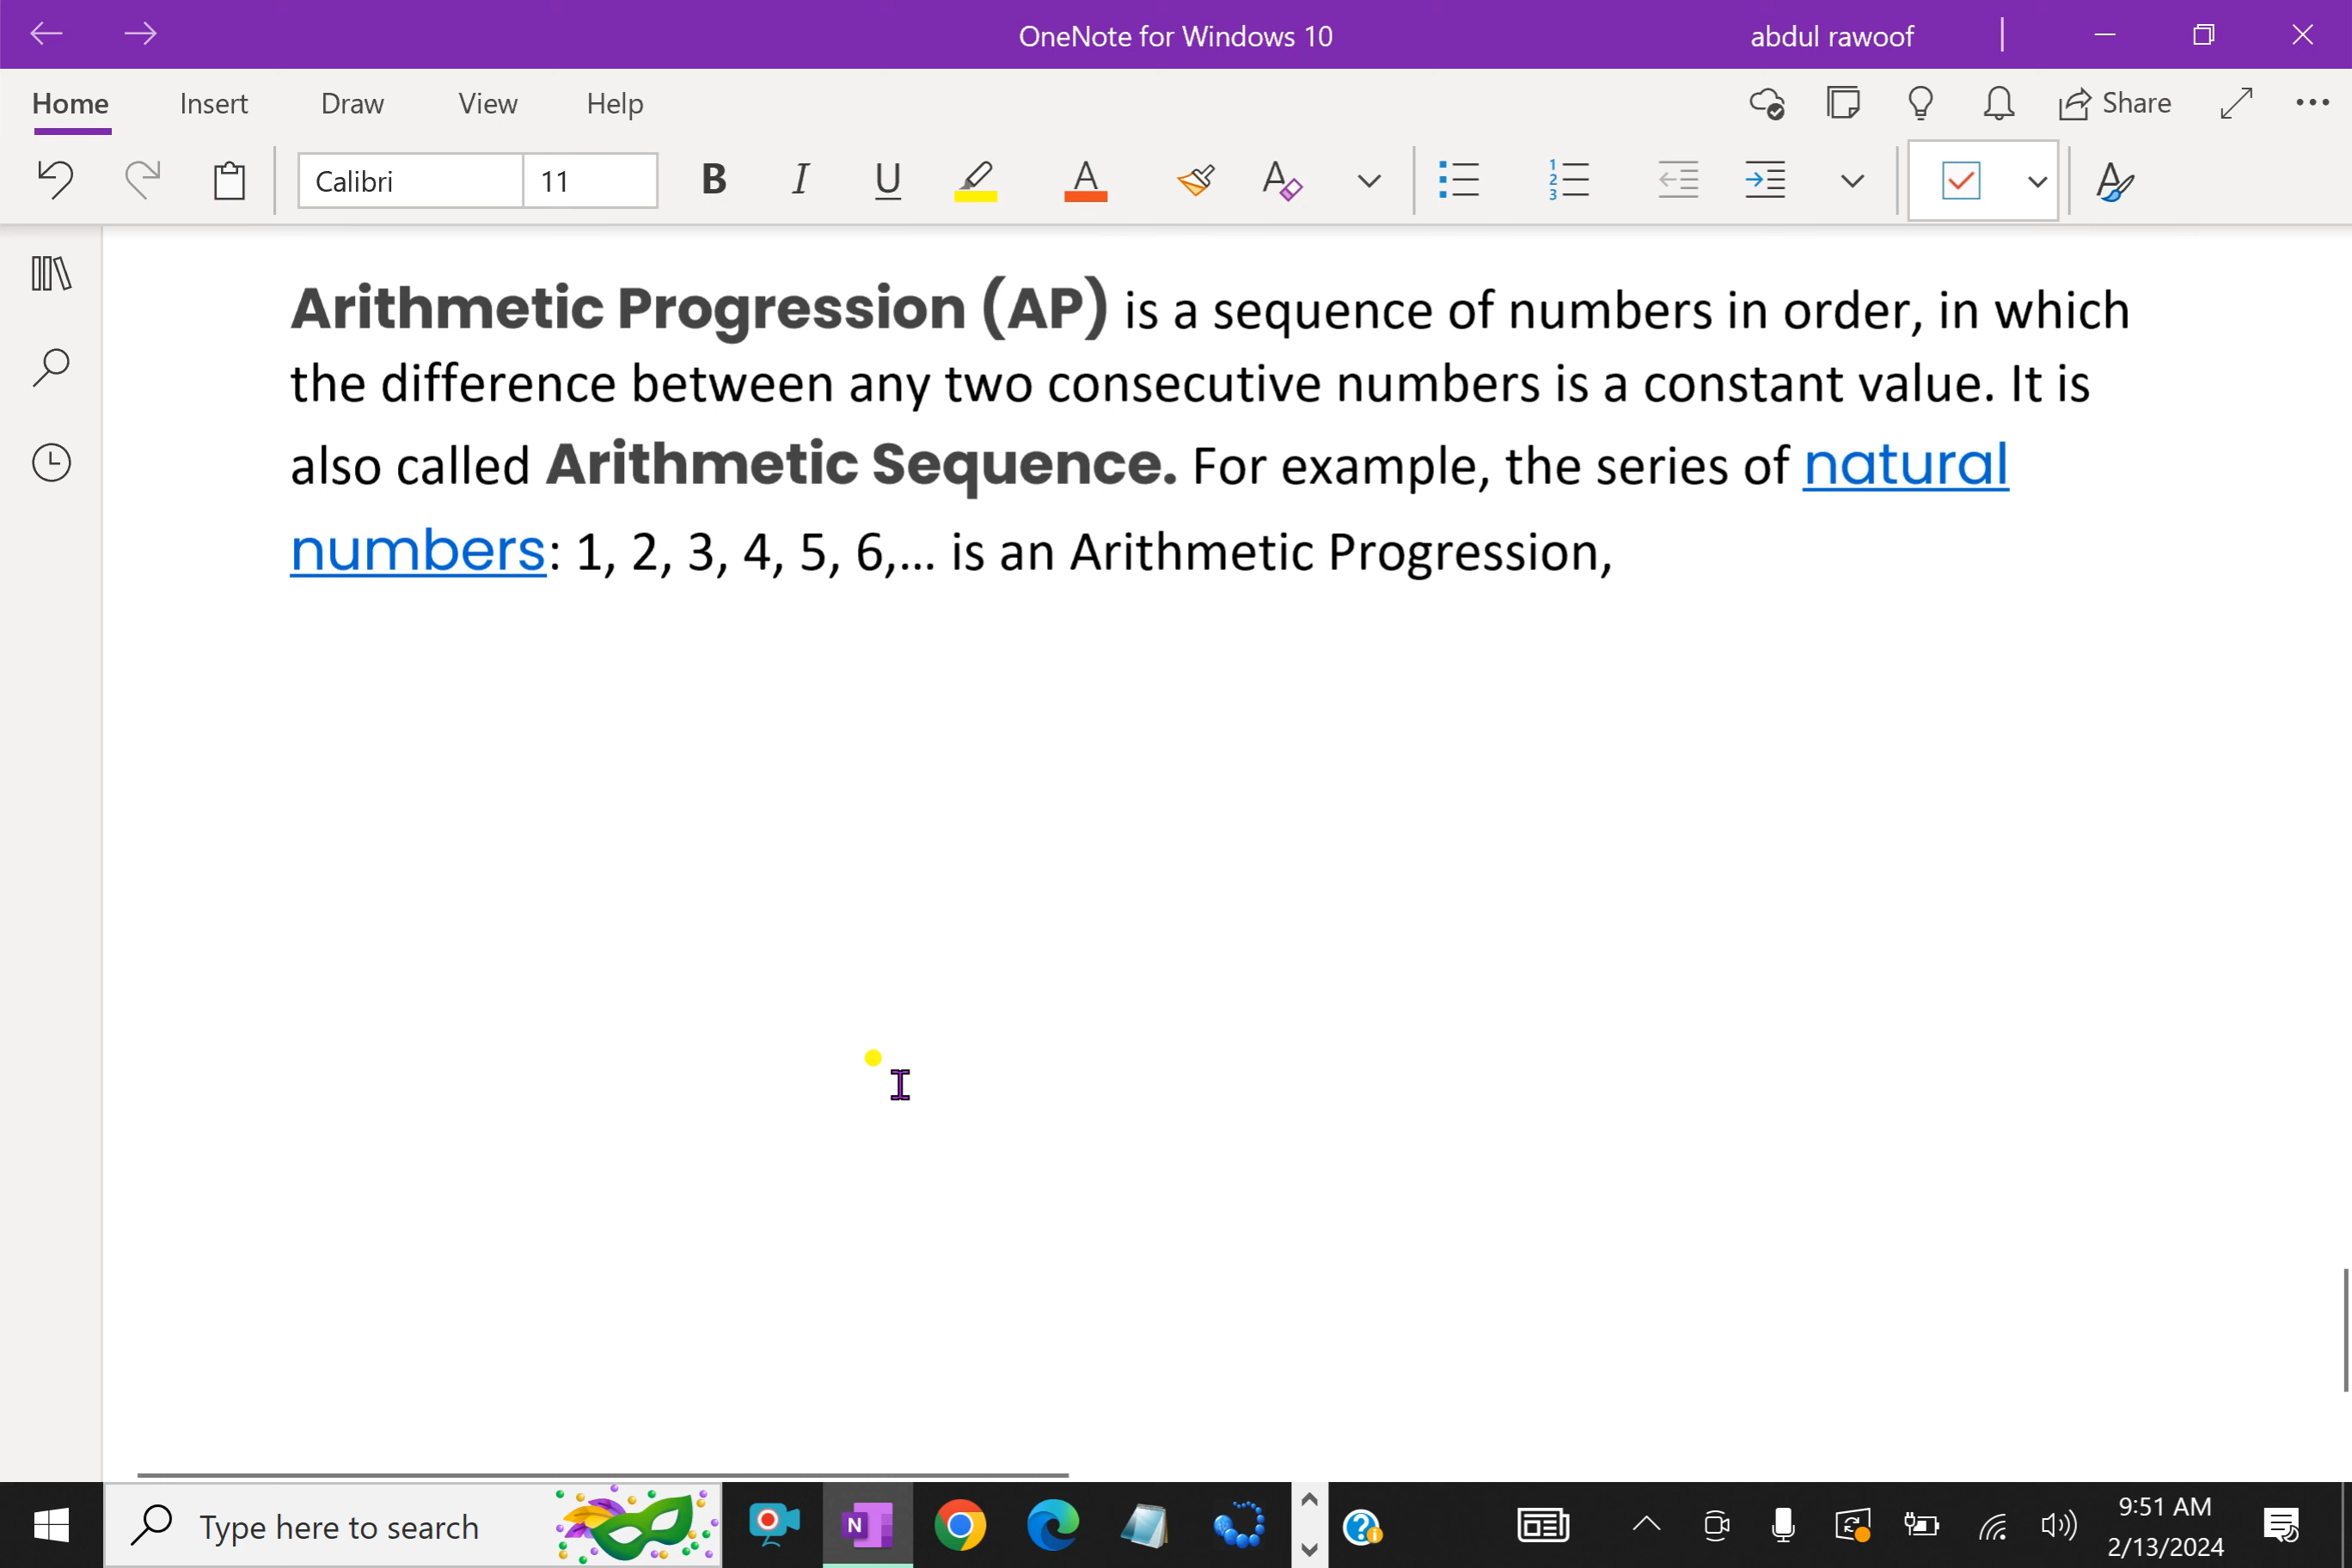 OneNote for Windows 10
abdul rawoof
Home Insert Draw View Help Share
Calibri 11 B I U A A
Arithmetic Progression (AP) is a sequence of numbers in order, in which
the difference between any two consecutive numbers is a constant value. It is
also called Arithmetic Sequence. For example, the series of natural
numbers: 1, 2, 3, 4, 5, 6,... is an Arithmetic Progression,
Type here to search
9:51 AM
2/13/2024